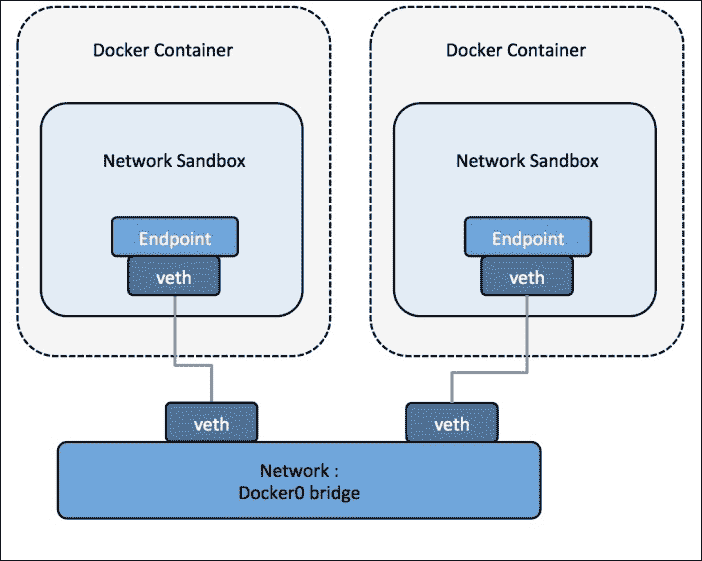 Docker Container
Docker Container
Network Sandbox
Network Sandbox
Endpoint
Endpoint
veth
veth
veth
veth
Network :
Docker0 bridge